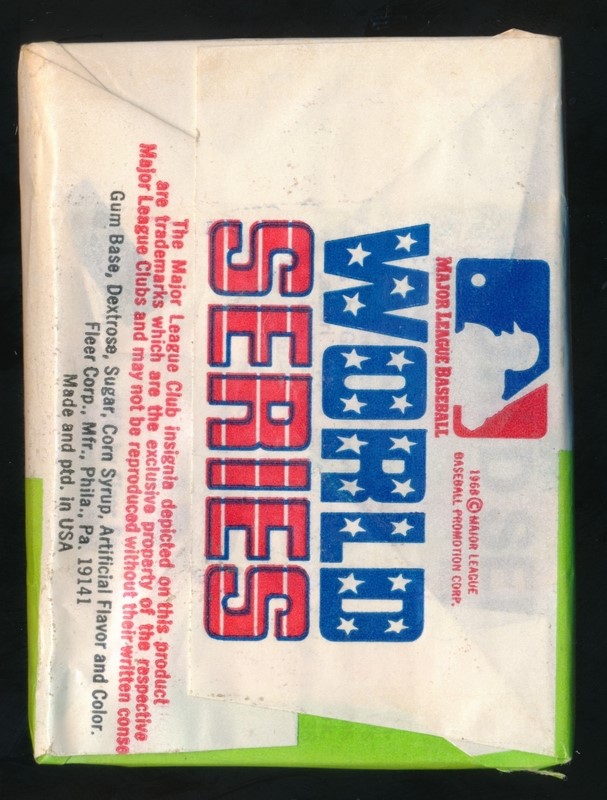 MAJOR LEAGUE BASEBALL
1968 © MAJOR LEAGUE
BASEBALL PROMOTION CORP.
WORLD
SERIES
The Major League Club insignia depicted on this product
are trademarks which are the exclusive property of the respective
Major League Clubs and may not be reproduced without their written conse
Gum Base, Dextrose, Sugar, Corn Syrup, Artificial Flavor and Color.
Fleer Corp., Mfr., Phila., Pa. 19141
Made and ptd. in USA